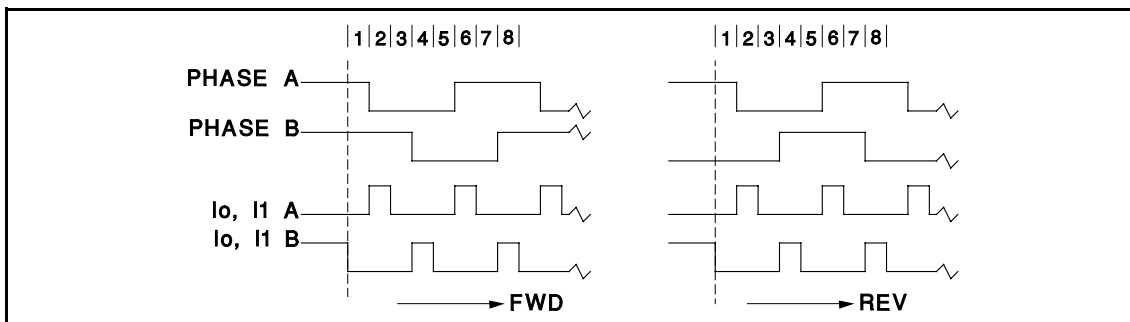 |1|2|3|4|5|6|7|8| |1|2|3|4|5|6|7|8|
PHASE A
PHASE B
Io, I1 A
Io, I1 B
FWD REV